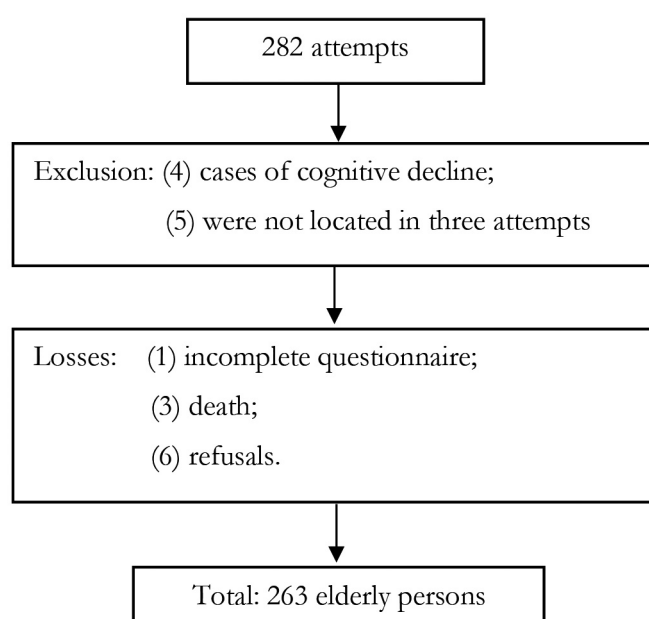 282 attempts
Exclusion: (4) cases of cognitive decline;
(5) were not located in three attempts
Losses: (1) incomplete questionnaire;
(3) death;
(6) refusals.
Total: 263 elderly persons